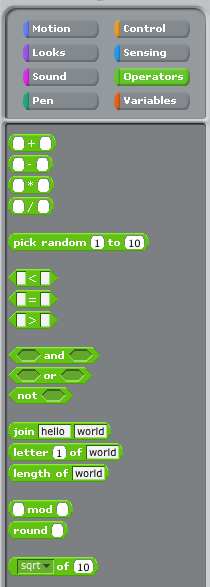 Motion Control
Looks Sensing
Sound Operators
Pen Variables
+
-
*
/
pick random 1 to 10
<
=
>
and
or
not
join hello world
letter 1 of world
length of world
mod
round
sqrt of 10